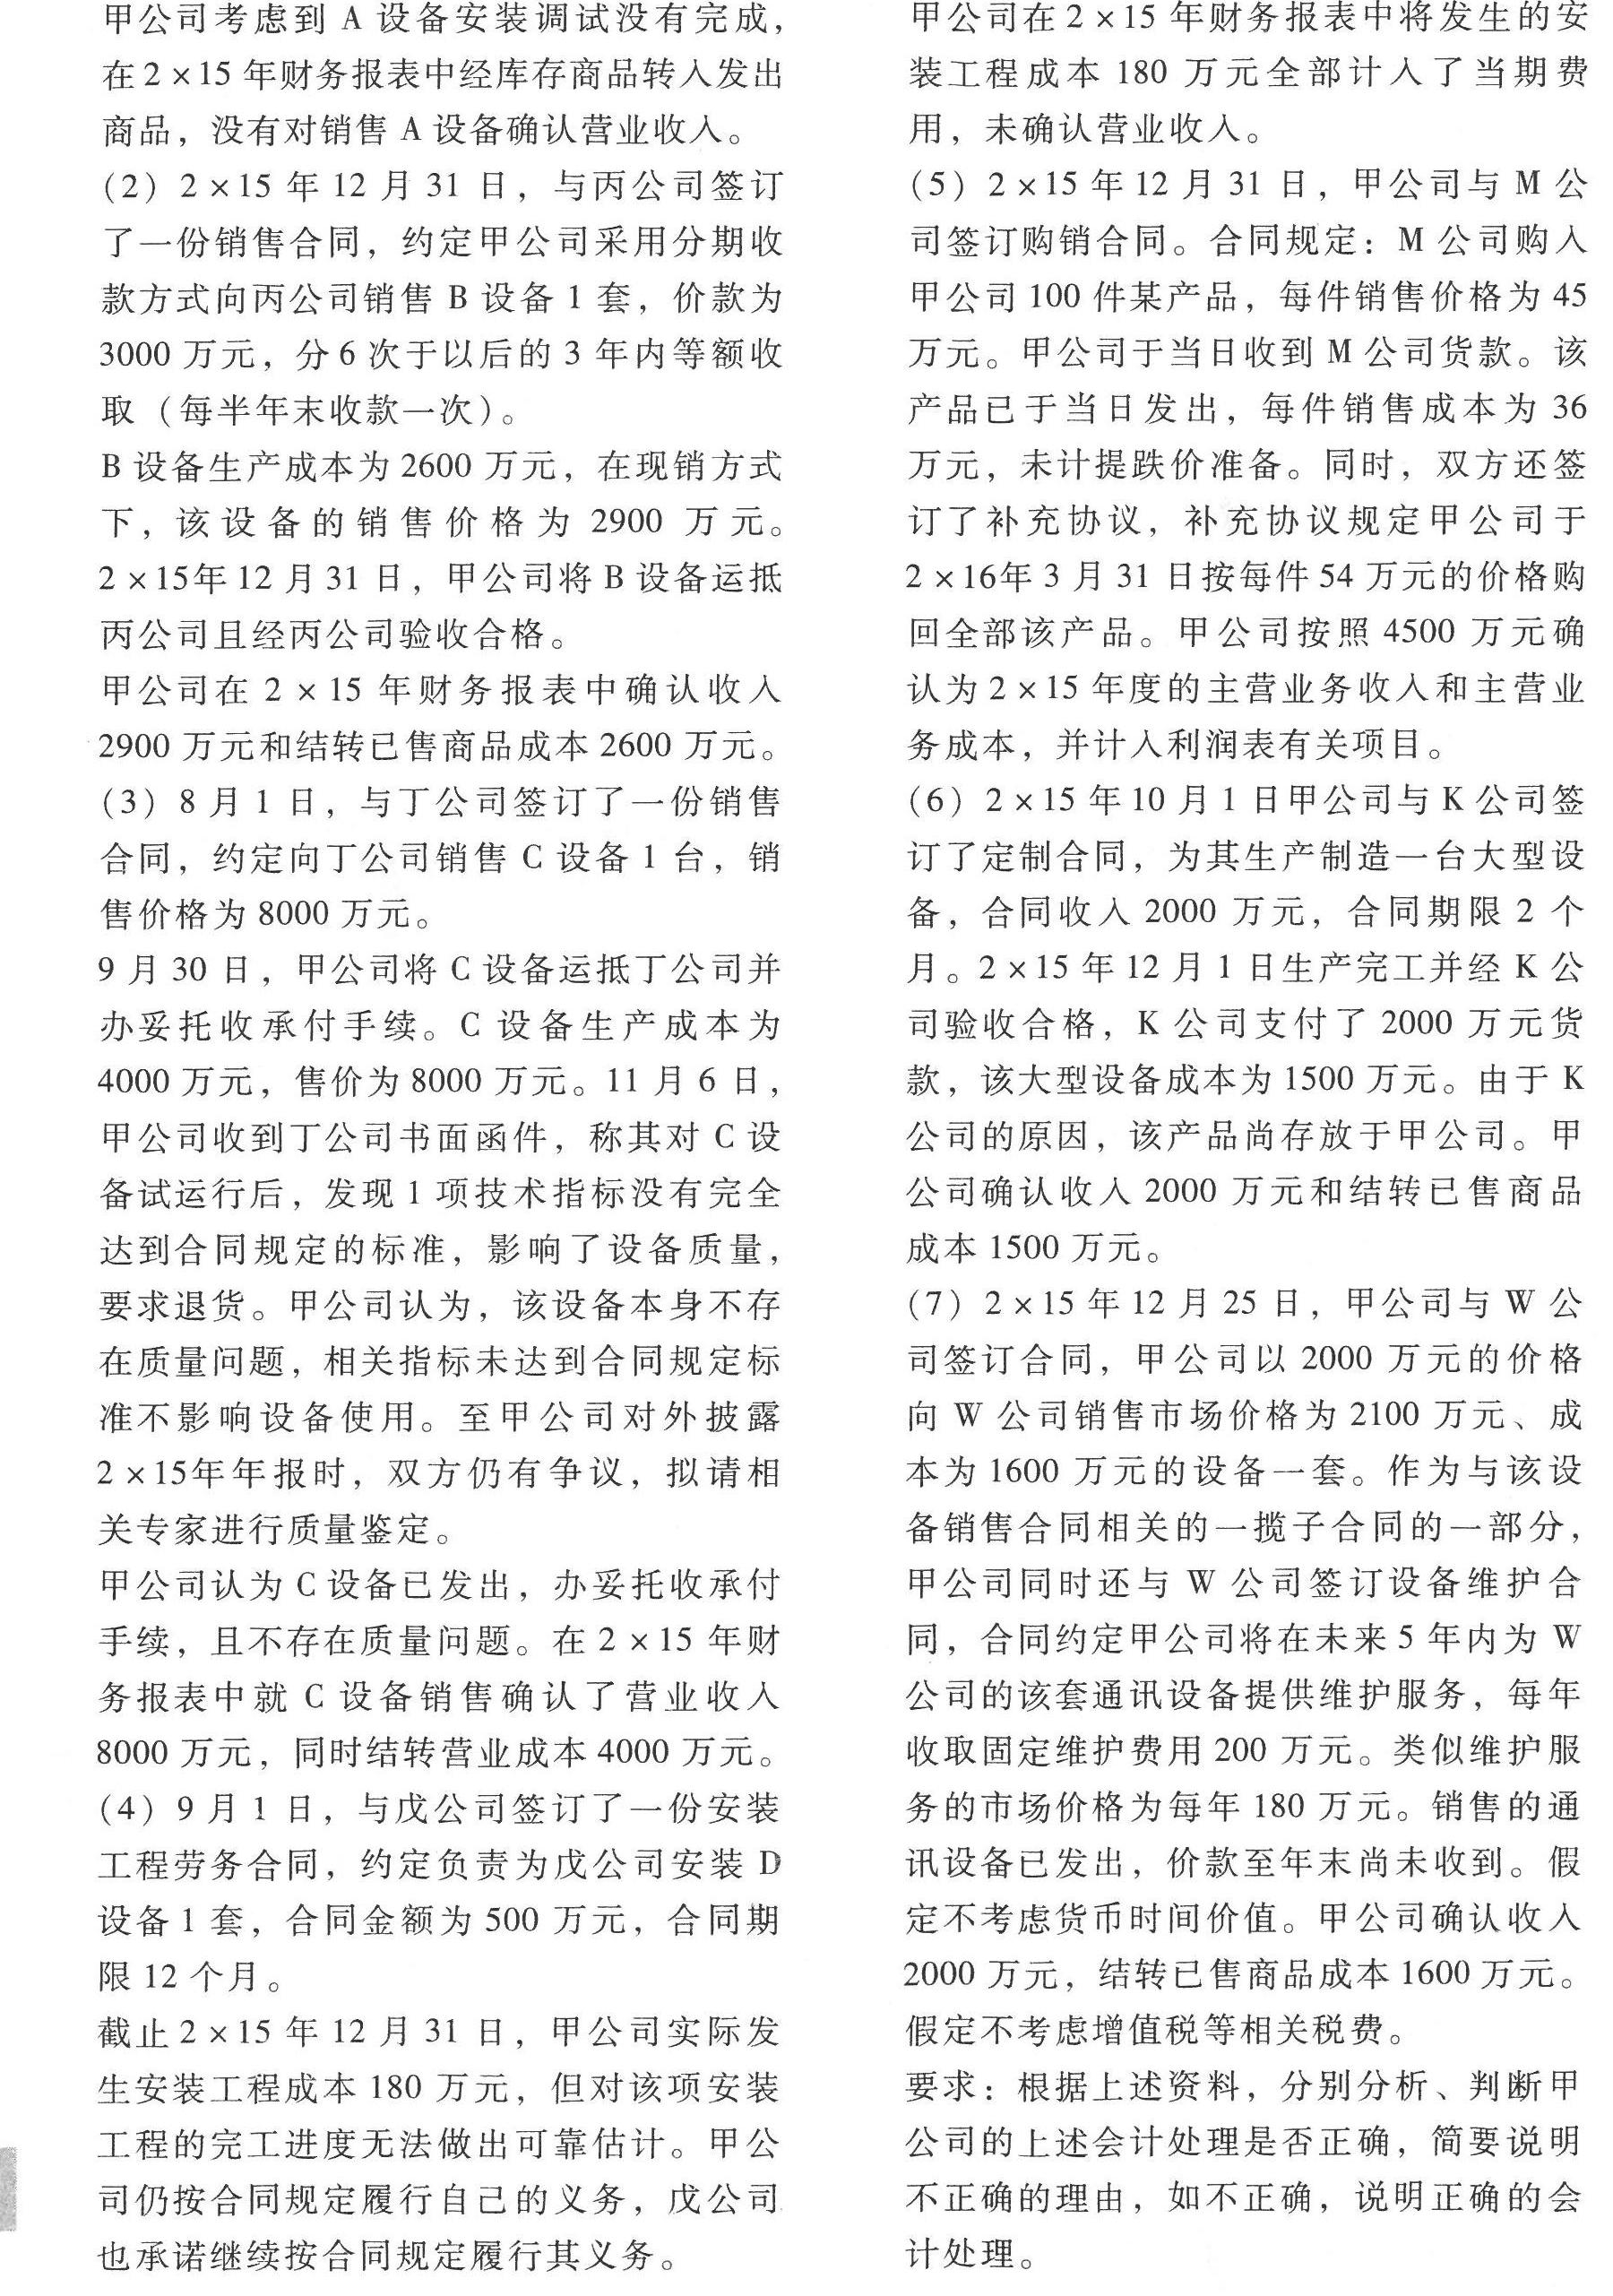 甲公司考虑到 A 设备安装调试没有完成，
在 2×15 年财务报表中经库存商品转入发出
商品，没有对销售 A 设备确认营业收入。
(2) 2×15 年 12 月 31 日，与丙公司签订
了一份销售合同，约定甲公司采用分期收
款方式向丙公司销售 B 设备 1 套，价款为
3000 万元，分 6 次于以后的 3 年内等额收
取（每半年末收款一次）。
B 设备生产成本为 2600 万元，在现销方式
下，该设备的销售价格为 2900 万元。
2×15年 12 月 31 日，甲公司将 B 设备运抵
丙公司且经丙公司验收合格。
甲公司在 2×15 年财务报表中确认收入
2900 万元和结转已售商品成本 2600 万元。
(3) 8 月 1 日，与丁公司签订了一份销售
合同，约定向丁公司销售 C 设备 1 台，销
售价格为 8000 万元。
9 月 30 日，甲公司将 C 设备运抵丁公司并
办妥托收承付手续。C 设备生产成本为
4000 万元，售价为 8000 万元。11 月 6 日，
甲公司收到丁公司书面函件，称其对 C 设
备试运行后，发现 1 项技术指标没有完全
达到合同规定的标准，影响了设备质量，
要求退货。甲公司认为，该设备本身不存
在质量问题，相关指标未达到合同规定标
准不影响设备使用。至甲公司对外披露
2×15年年报时，双方仍有争议，拟请相
关专家进行质量鉴定。
甲公司认为 C 设备已发出，办妥托收承付
手续，且不存在质量问题。在 2×15 年财
务报表中就 C 设备销售确认了营业收入
8000 万元，同时结转营业成本 4000 万元。
(4) 9 月 1 日，与戊公司签订了一份安装
工程劳务合同，约定负责为戊公司安装 D
设备 1 套，合同金额为 500 万元，合同期
限 12 个月。
截止 2×15 年 12 月 31 日，甲公司实际发
生安装工程成本 180 万元，但对该项安装
工程的完工进度无法做出可靠估计。甲公
司仍按合同规定履行自己的义务，戊公司
也承诺继续按合同规定履行其义务。
甲公司在 2×15 年财务报表中将发生的安
装工程成本 180 万元全部计入了当期费
用，未确认营业收入。
(5) 2×15 年 12 月 31 日，甲公司与 M 公
司签订购销合同。合同规定：M 公司购入
甲公司 100 件某产品，每件销售价格为 45
万元。甲公司于当日收到 M 公司货款。该
产品已于当日发出，每件销售成本为 36
万元，未计提跌价准备。同时，双方还签
订了补充协议，补充协议规定甲公司于
2×16年 3 月 31 日按每件 54 万元的价格购
回全部该产品。甲公司按照 4500 万元确
认为 2×15 年度的主营业务收入和主营业
务成本，并计入利润表有关项目。
(6) 2×15 年 10 月 1 日甲公司与 K 公司签
订了定制合同，为其生产制造一台大型设
备，合同收入 2000 万元，合同期限 2 个
月。2×15 年 12 月 1 日生产完工并经 K 公
司验收合格，K 公司支付了 2000 万元货
款，该大型设备成本为 1500 万元。由于 K
公司的原因，该产品尚存放于甲公司。甲
公司确认收入 2000 万元和结转已售商品
成本 1500 万元。
(7) 2×15 年 12 月 25 日，甲公司与 W 公
司签订合同，甲公司以 2000 万元的价格
向 W 公司销售市场价格为 2100 万元、成
本为 1600 万元的设备一套。作为与该设
备销售合同相关的一揽子合同的一部分，
甲公司同时还与 W 公司签订设备维护合
同，合同约定甲公司将在未来 5 年内为 W
公司的该套通讯设备提供维护服务，每年
收取固定维护费用 200 万元。类似维护服
务的市场价格为每年 180 万元。销售的通
讯设备已发出，价款至年末尚未收到。假
定不考虑货币时间价值。甲公司确认收入
2000 万元，结转已售商品成本 1600 万元。
假定不考虑增值税等相关税费。
要求：根据上述资料，分别分析、判断甲
公司的上述会计处理是否正确，简要说明
不正确的理由，如不正确，说明正确的会
计处理。